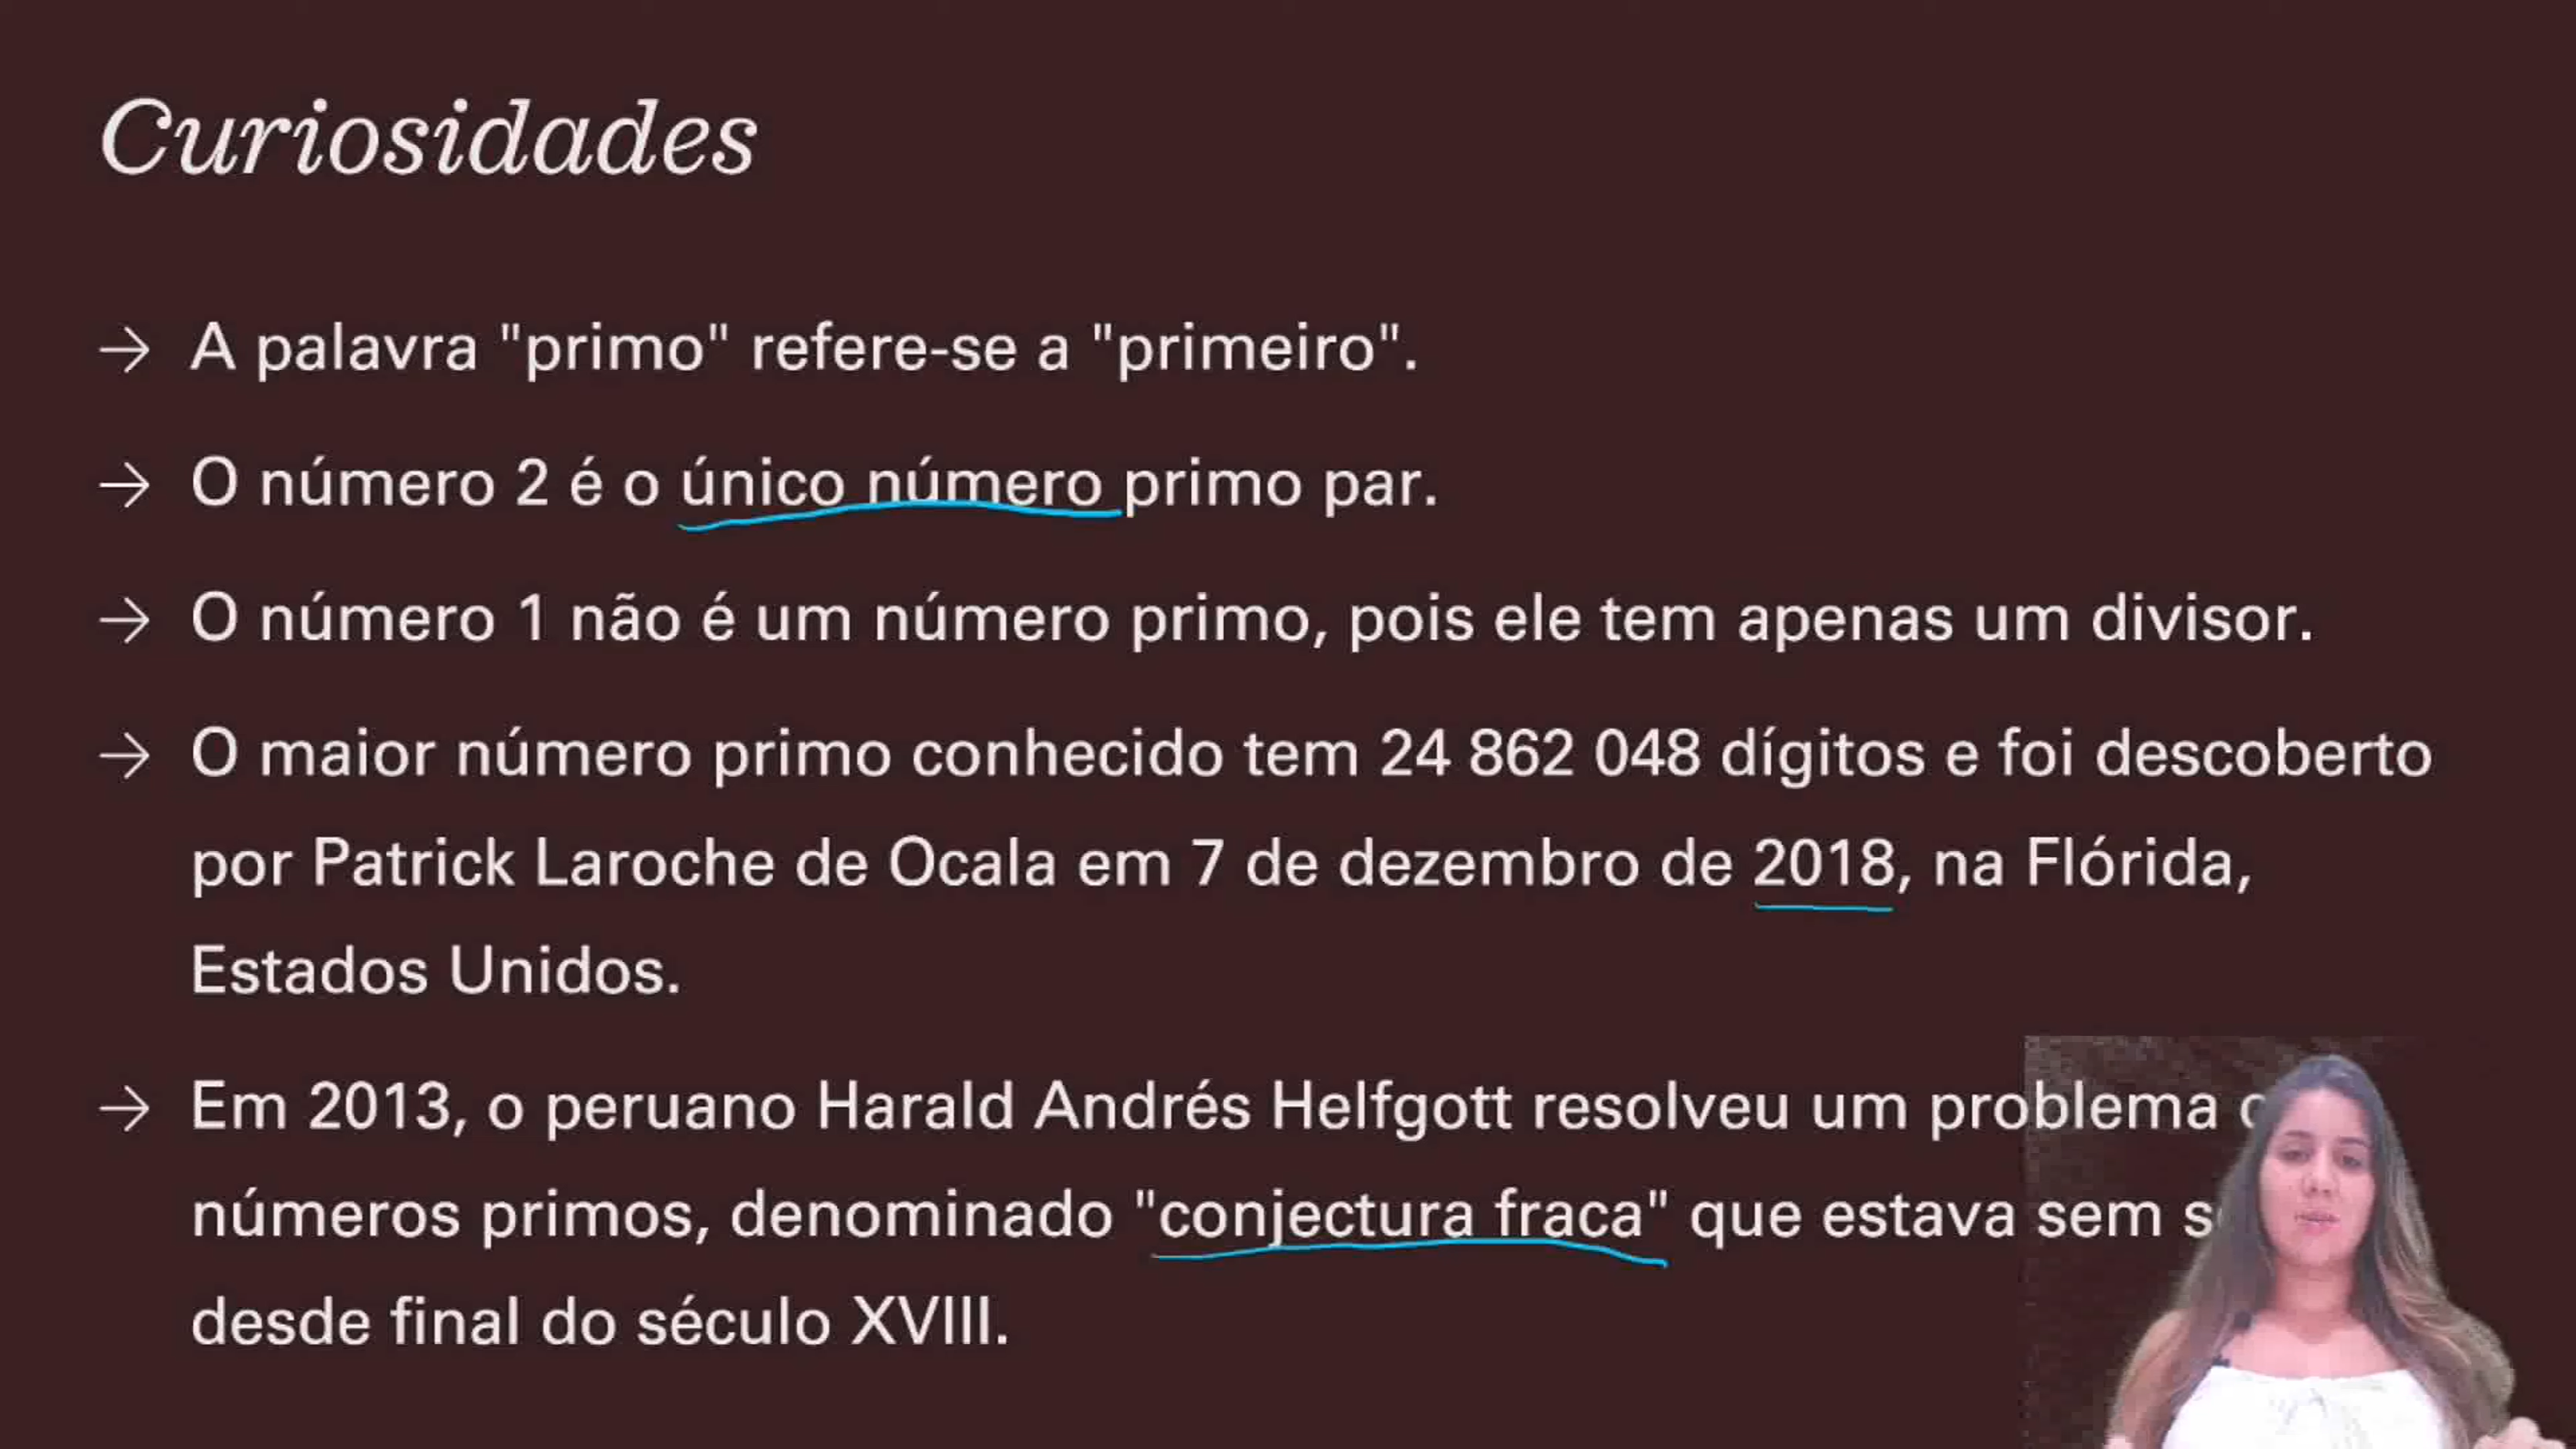 Curiosidades
→ A palavra "primo" refere-se a "primeiro".
→ O número 2 é o único número primo par.
→ O número 1 não é um número primo, pois ele tem apenas um divisor.
→ O maior número primo conhecido tem 24 862 048 dígitos e foi descoberto
por Patrick Laroche de Ocala em 7 de dezembro de 2018, na Flórida,
Estados Unidos.
→ Em 2013, o peruano Harald Andrés Helfgott resolveu um problema
números primos, denominado "conjectura fraca" que estava sem
desde final do século XVIII.